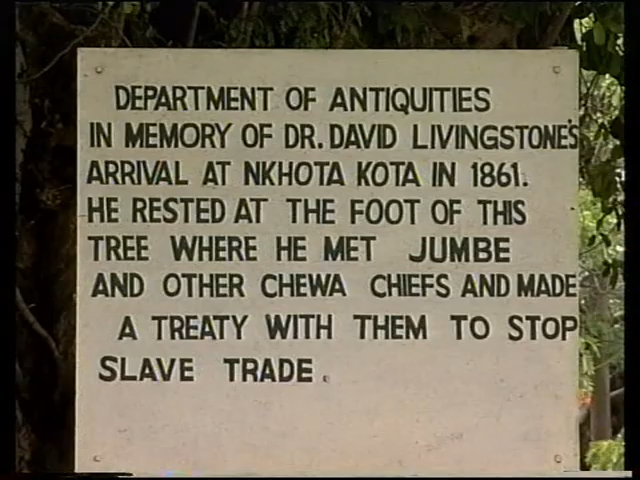 DEPARTMENT OF ANTIQUITIES
IN MEMORY OF DR. DAVID LIVINGSTONE'S
ARRIVAL AT NKHOTA KOTA IN 1861.
HE RESTED AT THE FOOT OF THIS
TREE WHERE HE MET JUMBE
AND OTHER CHEWA CHIEFS AND MADE
A TREATY WITH THEM TO STOP
SLAVE TRADE.